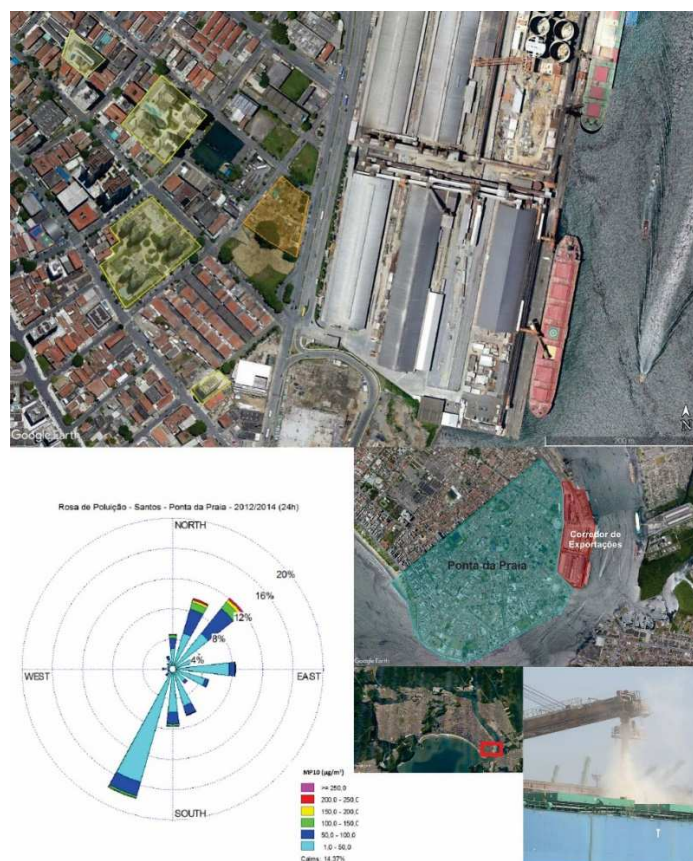 Google Earth
200 m
N
Rosa de Poluição - Santos - Ponta da Praia - 2012/2014 (24h)
NORTH
20%
16%
12%
8%
4%
WEST
EAST
SOUTH
MP10 (µg/m³)
>= 250,0
200,0 - 250,0
150,0 - 200,0
100,0 - 150,0
50,0 - 100,0
1,0 - 50,0
Calms: 14,37%
Ponta da Praia
Corredor de
Exportações
Google Earth